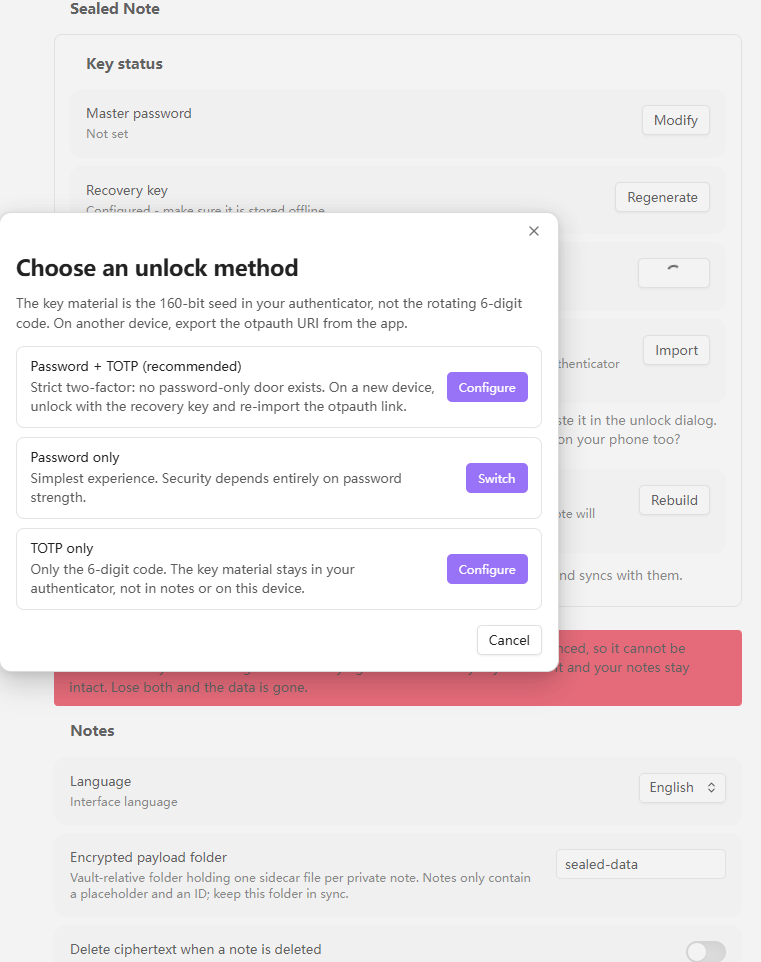 Sealed Note
Key status
Master password
Not set
Modify
Recovery key
Configured - make sure it is stored offline
Regenerate
Choose an unlock method
The key material is the 160-bit seed in your authenticator, not the rotating 6-digit
code. On another device, export the otpauth URI from the app.
Password + TOTP (recommended)
Strict two-factor: no password-only door exists. On a new device,
unlock with the recovery key and re-import the otpauth link.
Configure
Password only
Simplest experience. Security depends entirely on password
strength.
Switch
TOTP only
Only the 6-digit code. The key material stays in your
authenticator, not in notes or on this device.
Configure
Cancel
Import
ste it in the unlock dialog.
on your phone too?
Rebuild
ote will
nd syncs with them.
nced, so it cannot be
t and your notes stay
intact. Lose both and the data is gone.
Notes
Language
Interface language
English
Encrypted payload folder
Vault-relative folder holding one sidecar file per private note. Notes only contain
a placeholder and an ID; keep this folder in sync.
sealed-data
Delete ciphertext when a note is deleted